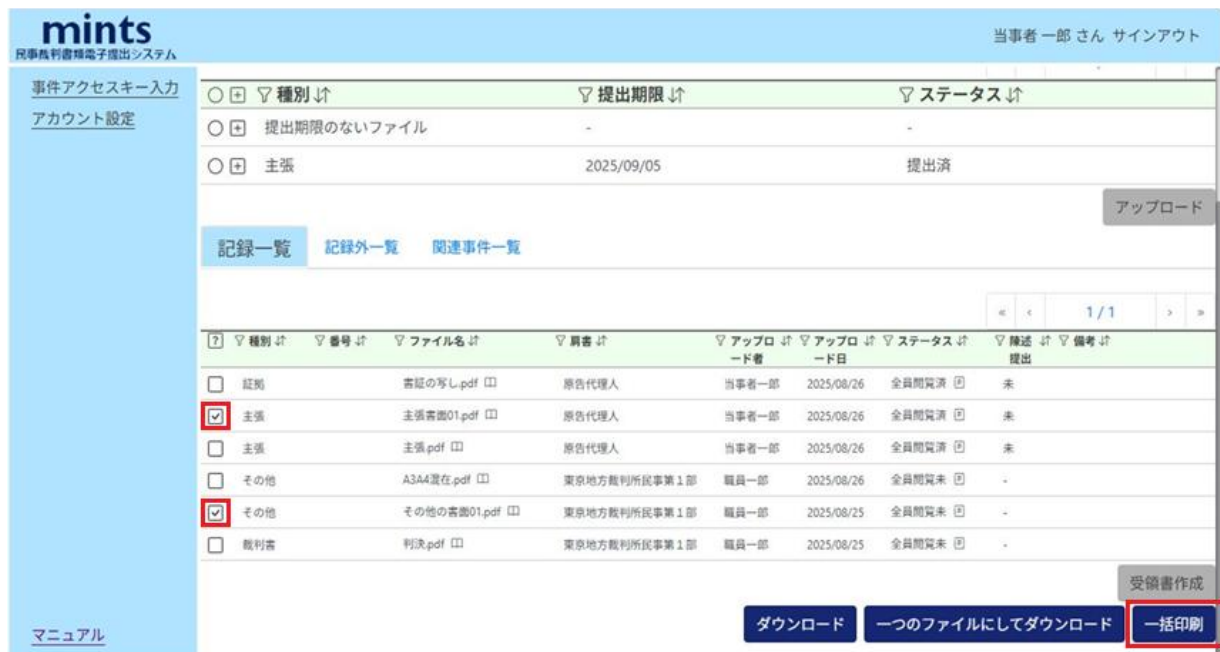 mints
民事裁判書類電子提出システム
当事者 一郎 さん サインアウト
事件アクセスキー入力
アカウント設定
種別 提出期限 ステータス
提出期限のないファイル - -
主張 2025/09/05 提出済
アップロード
記録一覧 記録外一覧 関連事件一覧
« ‹ 1 / 1 › »
? 種別 番号 ファイル名 肩書 アップロード者 アップロード日 ステータス 陳述提出 備考
証拠 書証の写し.pdf 原告代理人 当事者一郎 2025/08/26 全員閲覧済 未
主張 主張書面01.pdf 原告代理人 当事者一郎 2025/08/26 全員閲覧済 未
主張 主張.pdf 原告代理人 当事者一郎 2025/08/26 全員閲覧済 未
その他 A3A4混在.pdf 東京地方裁判所民事第1部 職員一郎 2025/08/26 全員閲覧未 -
その他 その他の書面01.pdf 東京地方裁判所民事第1部 職員一郎 2025/08/25 全員閲覧未 -
裁判書 判決.pdf 東京地方裁判所民事第1部 職員一郎 2025/08/25 全員閲覧未 -
受領書作成
ダウンロード 一つのファイルにしてダウンロード 一括印刷
マニュアル